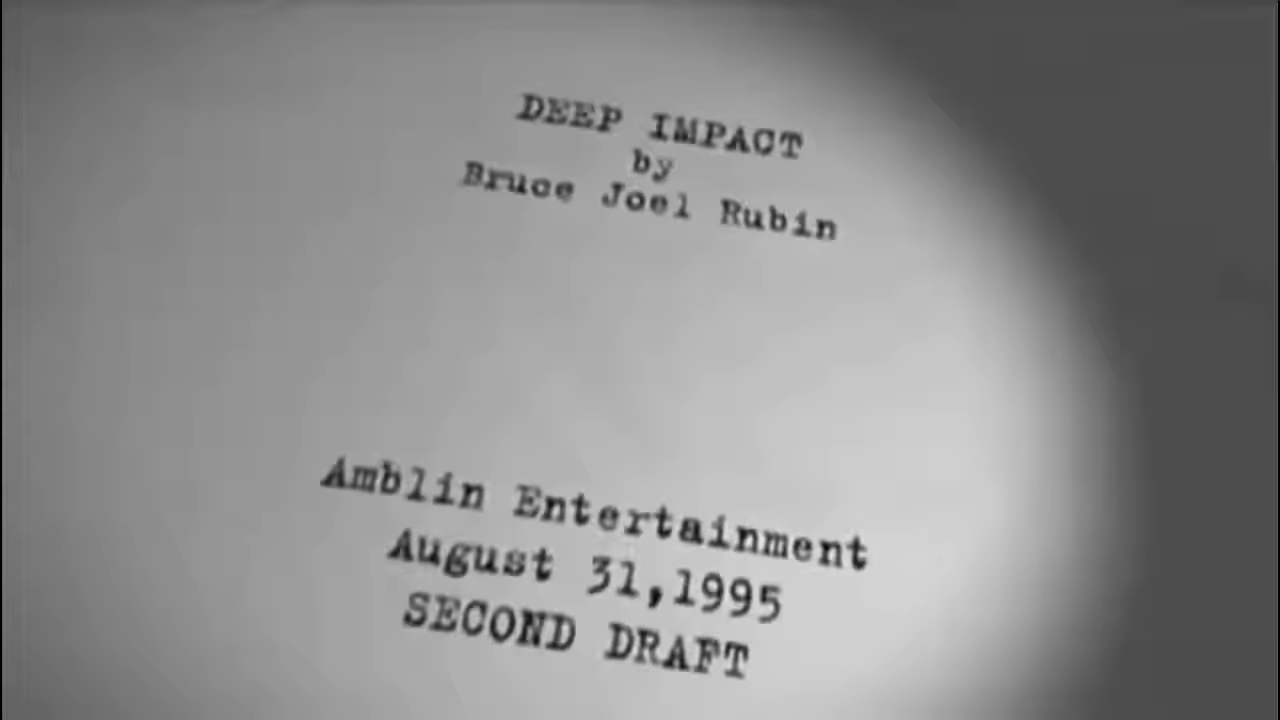 DEEP IMPACT
by
Bruce Joel Rubin
Amblin Entertainment
August 31,1995
SECOND DRAFT